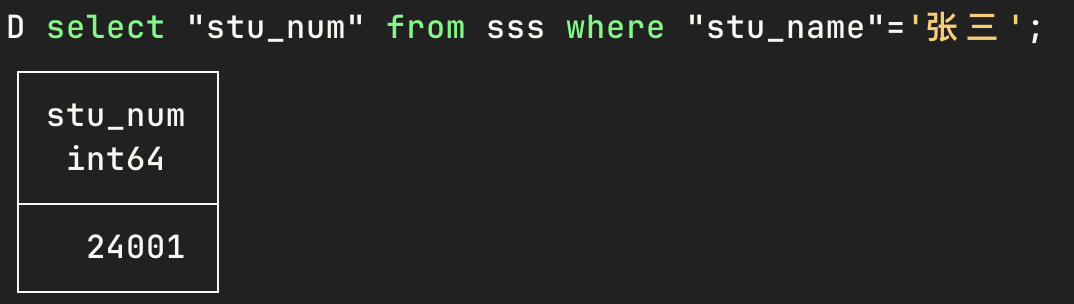 D select "stu_num" from sss where "stu_name"='张三';
stu_num
int64
24001